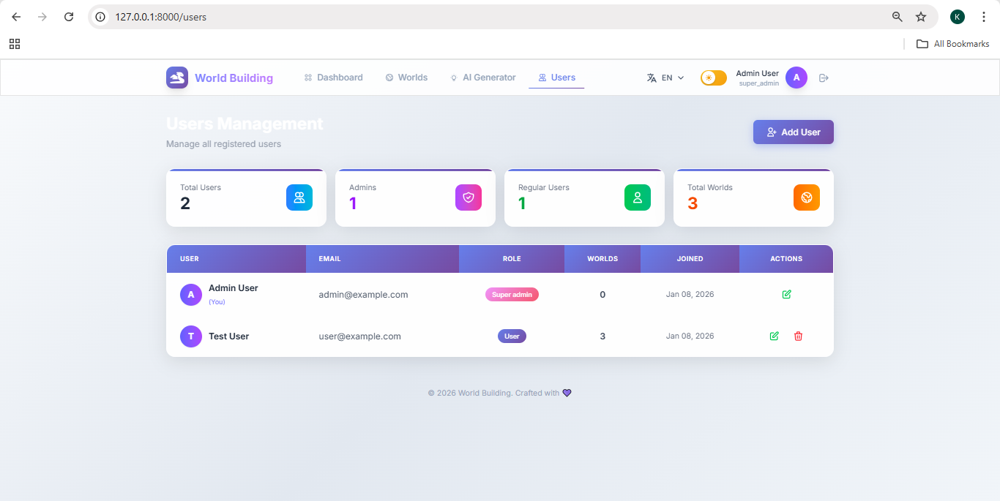 127.0.0.1:8000/users
K
All Bookmarks
World Building
Dashboard
Worlds
AI Generator
Users
EN
Admin User
super_admin
A
Users Management
Manage all registered users
Add User
Total Users
2
Admins
1
Regular Users
1
Total Worlds
3
USER EMAIL ROLE WORLDS JOINED ACTIONS
A Admin User admin@example.com Super admin 0 Jan 08, 2026
(You)
T Test User user@example.com User 3 Jan 08, 2026
© 2026 World Building. Crafted with 💜